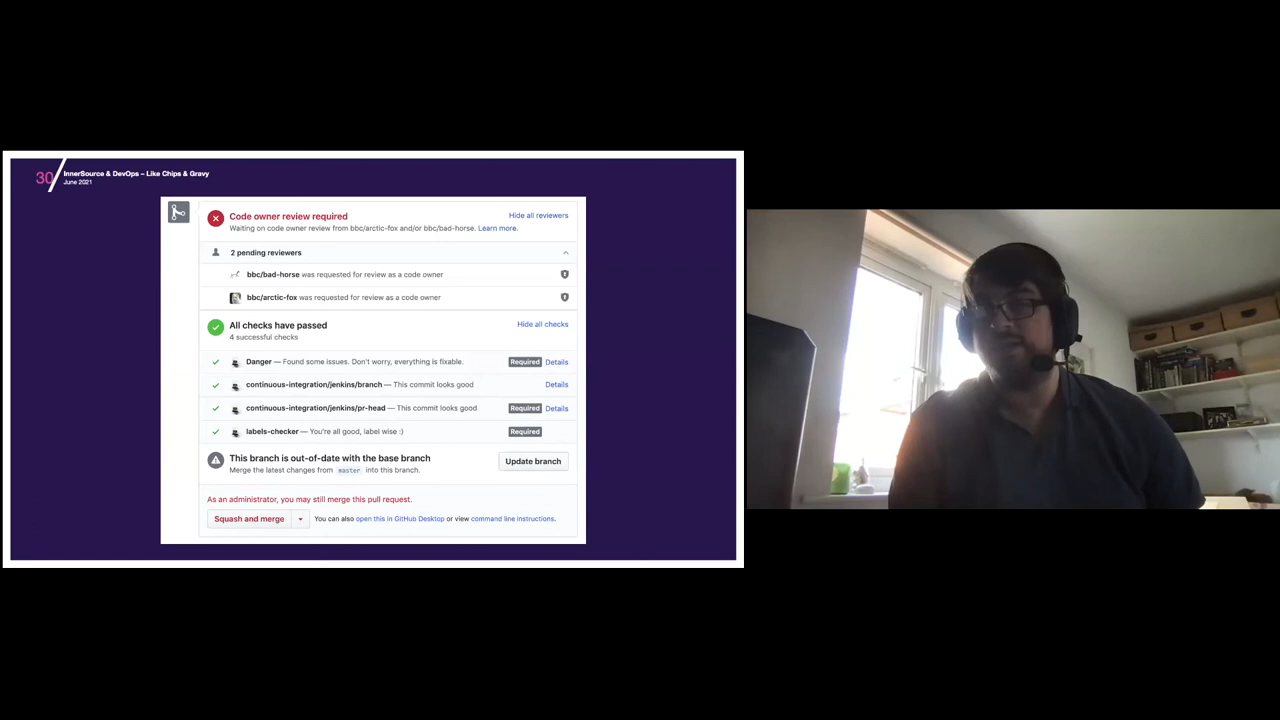 30
InnerSource & DevOps – Like Chips & Gravy
June 2021
Code owner review required
Hide all reviewers
Waiting on code owner review from bbc/arctic-fox and/or bbc/bad-horse. Learn more.
2 pending reviewers
bbc/bad-horse was requested for review as a code owner
bbc/arctic-fox was requested for review as a code owner
All checks have passed
Hide all checks
4 successful checks
Danger — Found some issues. Don't worry, everything is fixable. Required Details
continuous-integration/jenkins/branch — This commit looks good Details
continuous-integration/jenkins/pr-head — This commit looks good Required Details
labels-checker — You're all good, label wise :) Required
This branch is out-of-date with the base branch
Merge the latest changes from master into this branch.
Update branch
As an administrator, you may still merge this pull request.
Squash and merge
You can also open this in GitHub Desktop or view command line instructions.